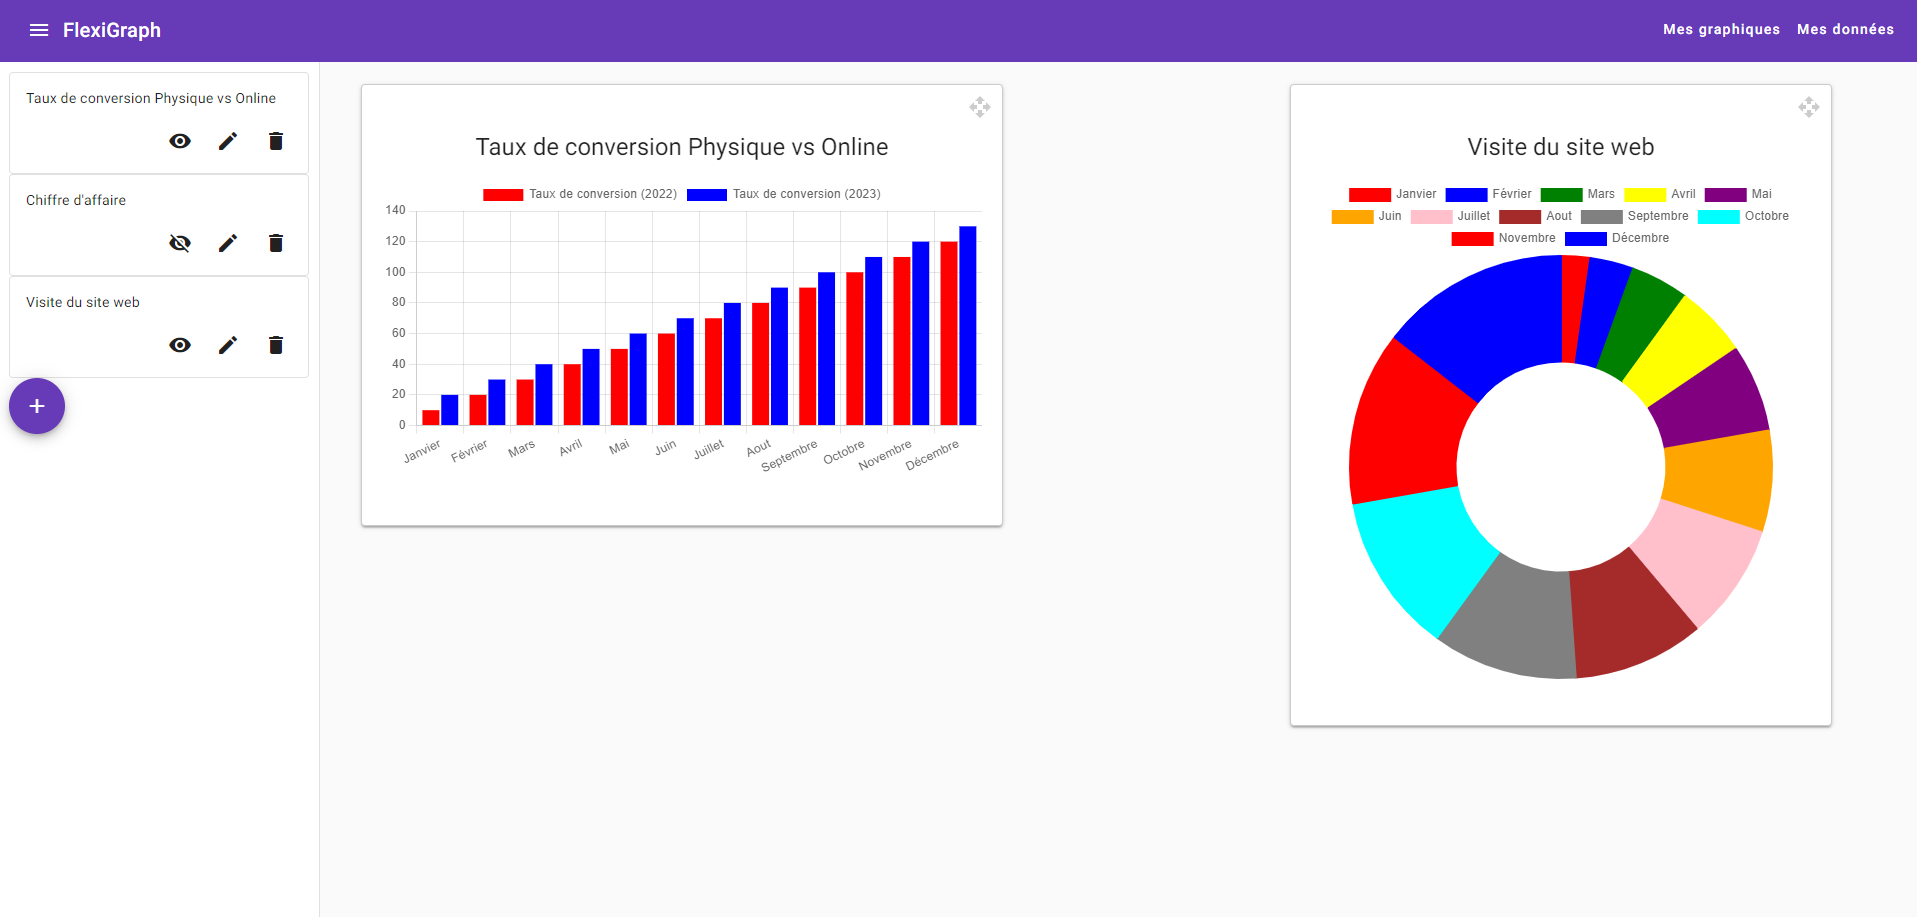 FlexiGraph
Mes graphiques Mes données
Taux de conversion Physique vs Online
Chiffre d'affaire
Visite du site web
+
Taux de conversion Physique vs Online
Taux de conversion (2022) Taux de conversion (2023)
140
120
100
80
60
40
20
0
Janvier Février Mars Avril Mai Juin Juillet Aout Septembre Octobre Novembre Décembre
Visite du site web
Janvier Février Mars Avril Mai
Juin Juillet Aout Septembre Octobre
Novembre Décembre